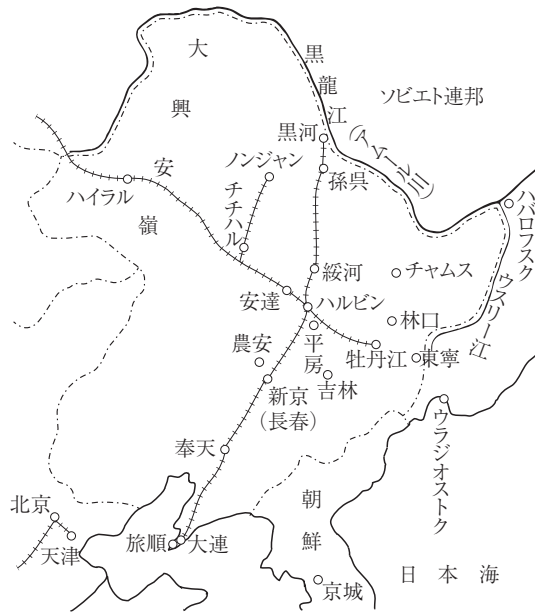 大興安嶺
黒龍江
(アムール川)
ソビエト連邦
黒河
ノンジャン
孫呉
ハイラル
チチハル
ハバロフスク
ウスリー江
綏河
チャムス
安達
ハルビン
林口
平房
牡丹江
東寧
農安
吉林
新京
(長春)
奉天
ウラジオストク
北京
天津
旅順
大連
朝鮮
京城
日本海